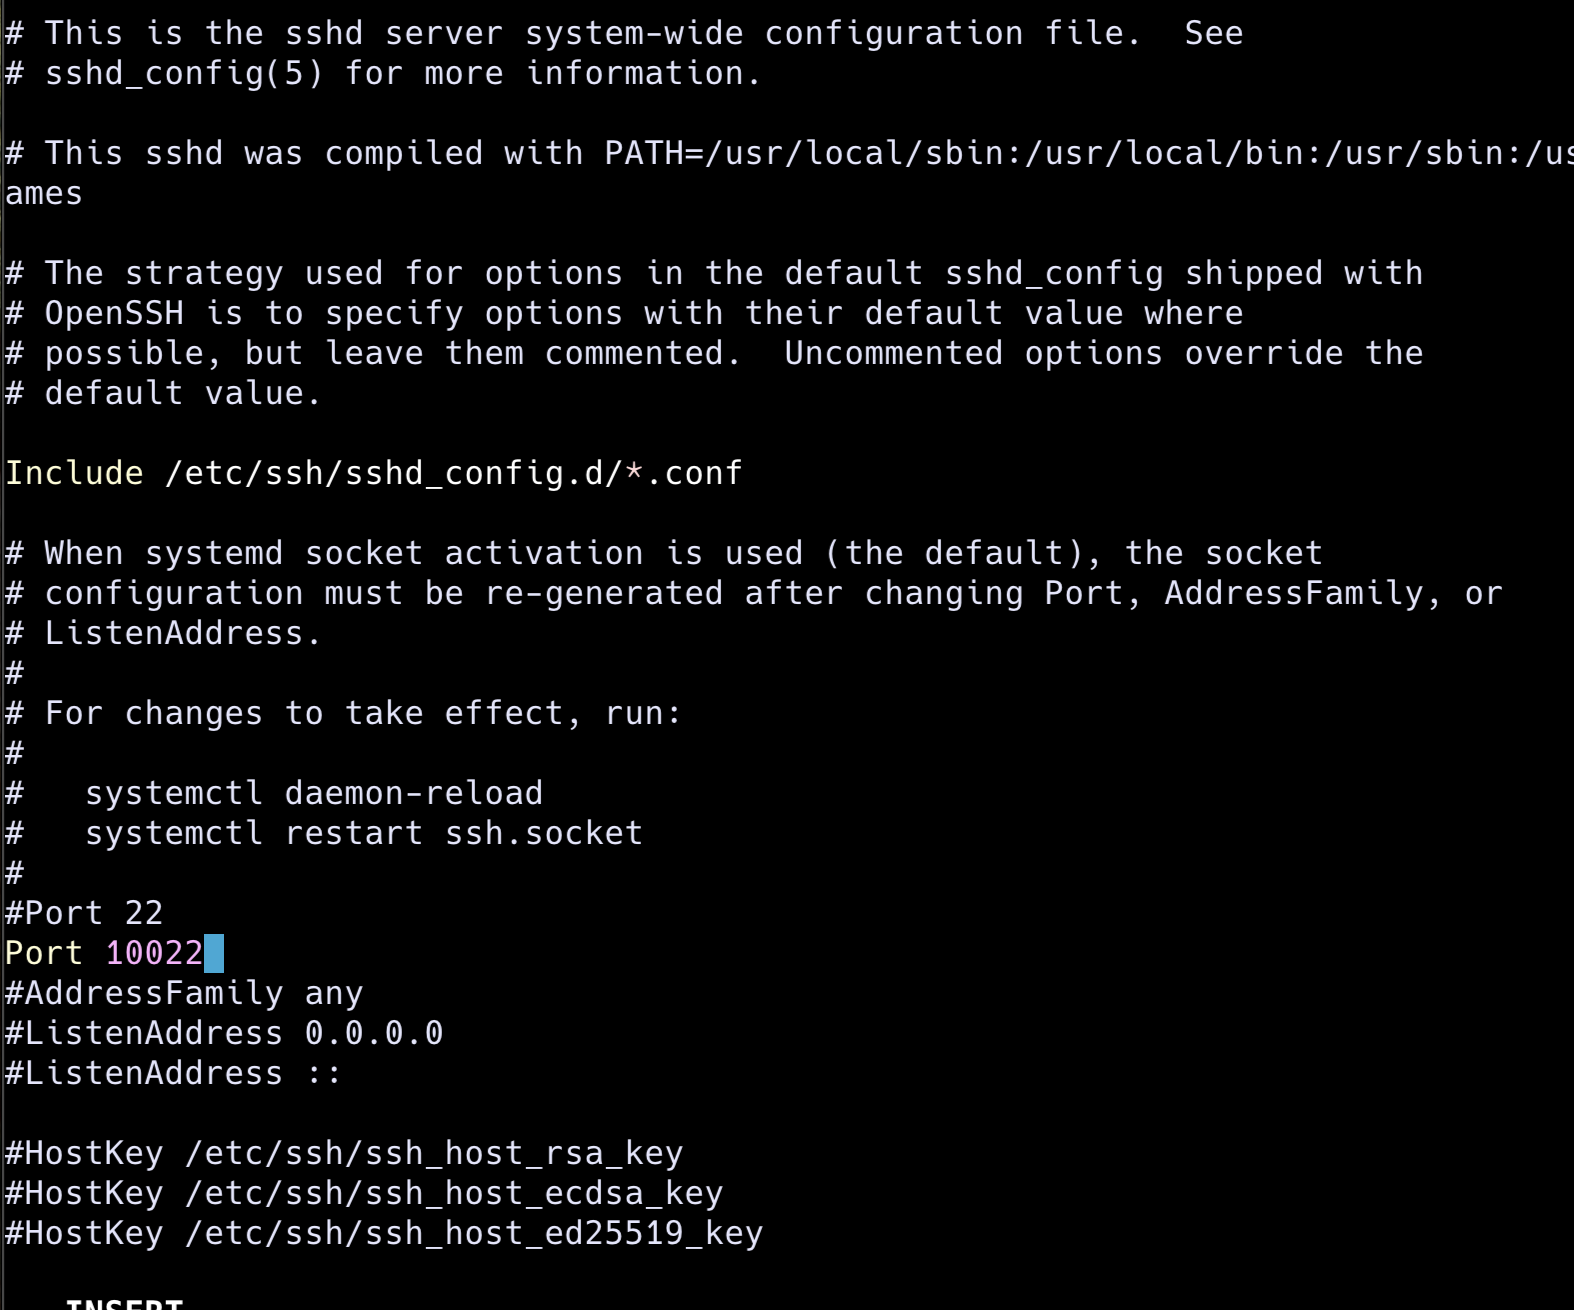 # This is the sshd server system-wide configuration file.  See
# sshd_config(5) for more information.

# This sshd was compiled with PATH=/usr/local/sbin:/usr/local/bin:/usr/sbin:/us
ames

# The strategy used for options in the default sshd_config shipped with
# OpenSSH is to specify options with their default value where
# possible, but leave them commented.  Uncommented options override the
# default value.

Include /etc/ssh/sshd_config.d/*.conf

# When systemd socket activation is used (the default), the socket
# configuration must be re-generated after changing Port, AddressFamily, or
# ListenAddress.
#
# For changes to take effect, run:
#
#   systemctl daemon-reload
#   systemctl restart ssh.socket
#
#Port 22
Port 10022
#AddressFamily any
#ListenAddress 0.0.0.0
#ListenAddress ::

#HostKey /etc/ssh/ssh_host_rsa_key
#HostKey /etc/ssh/ssh_host_ecdsa_key
#HostKey /etc/ssh/ssh_host_ed25519_key

INSERT